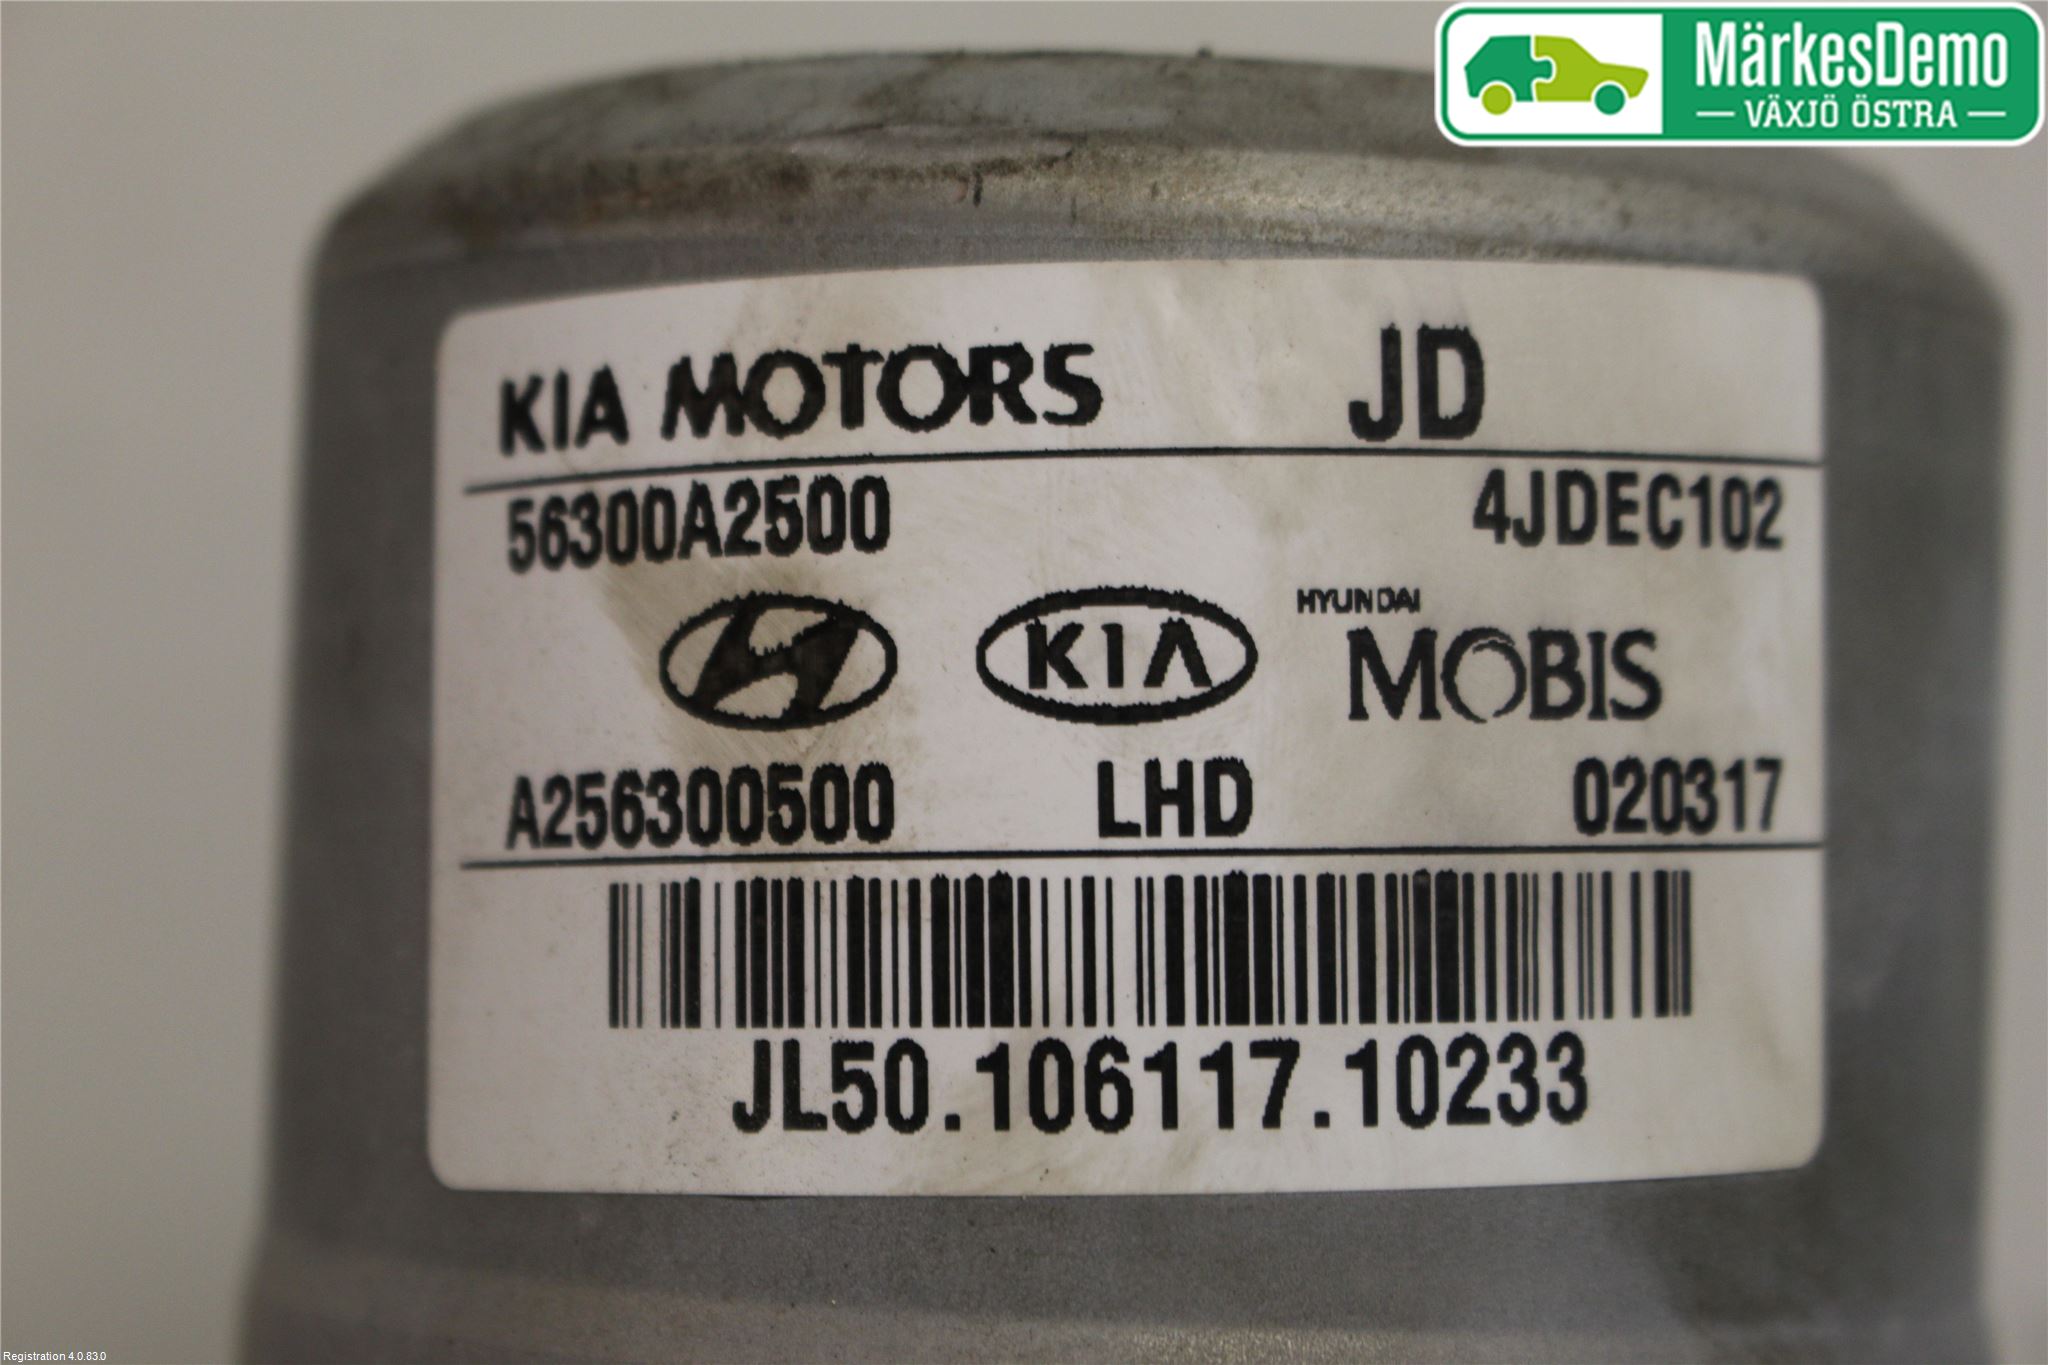 MärkesDemo
VÄXJÖ ÖSTRA
KIA MOTORS JD
56300A2500 4JDEC102
KIA HYUNDAI MOBIS
A256300500 LHD 020317
JL50.106117.10233
Registration 4.0.83.0